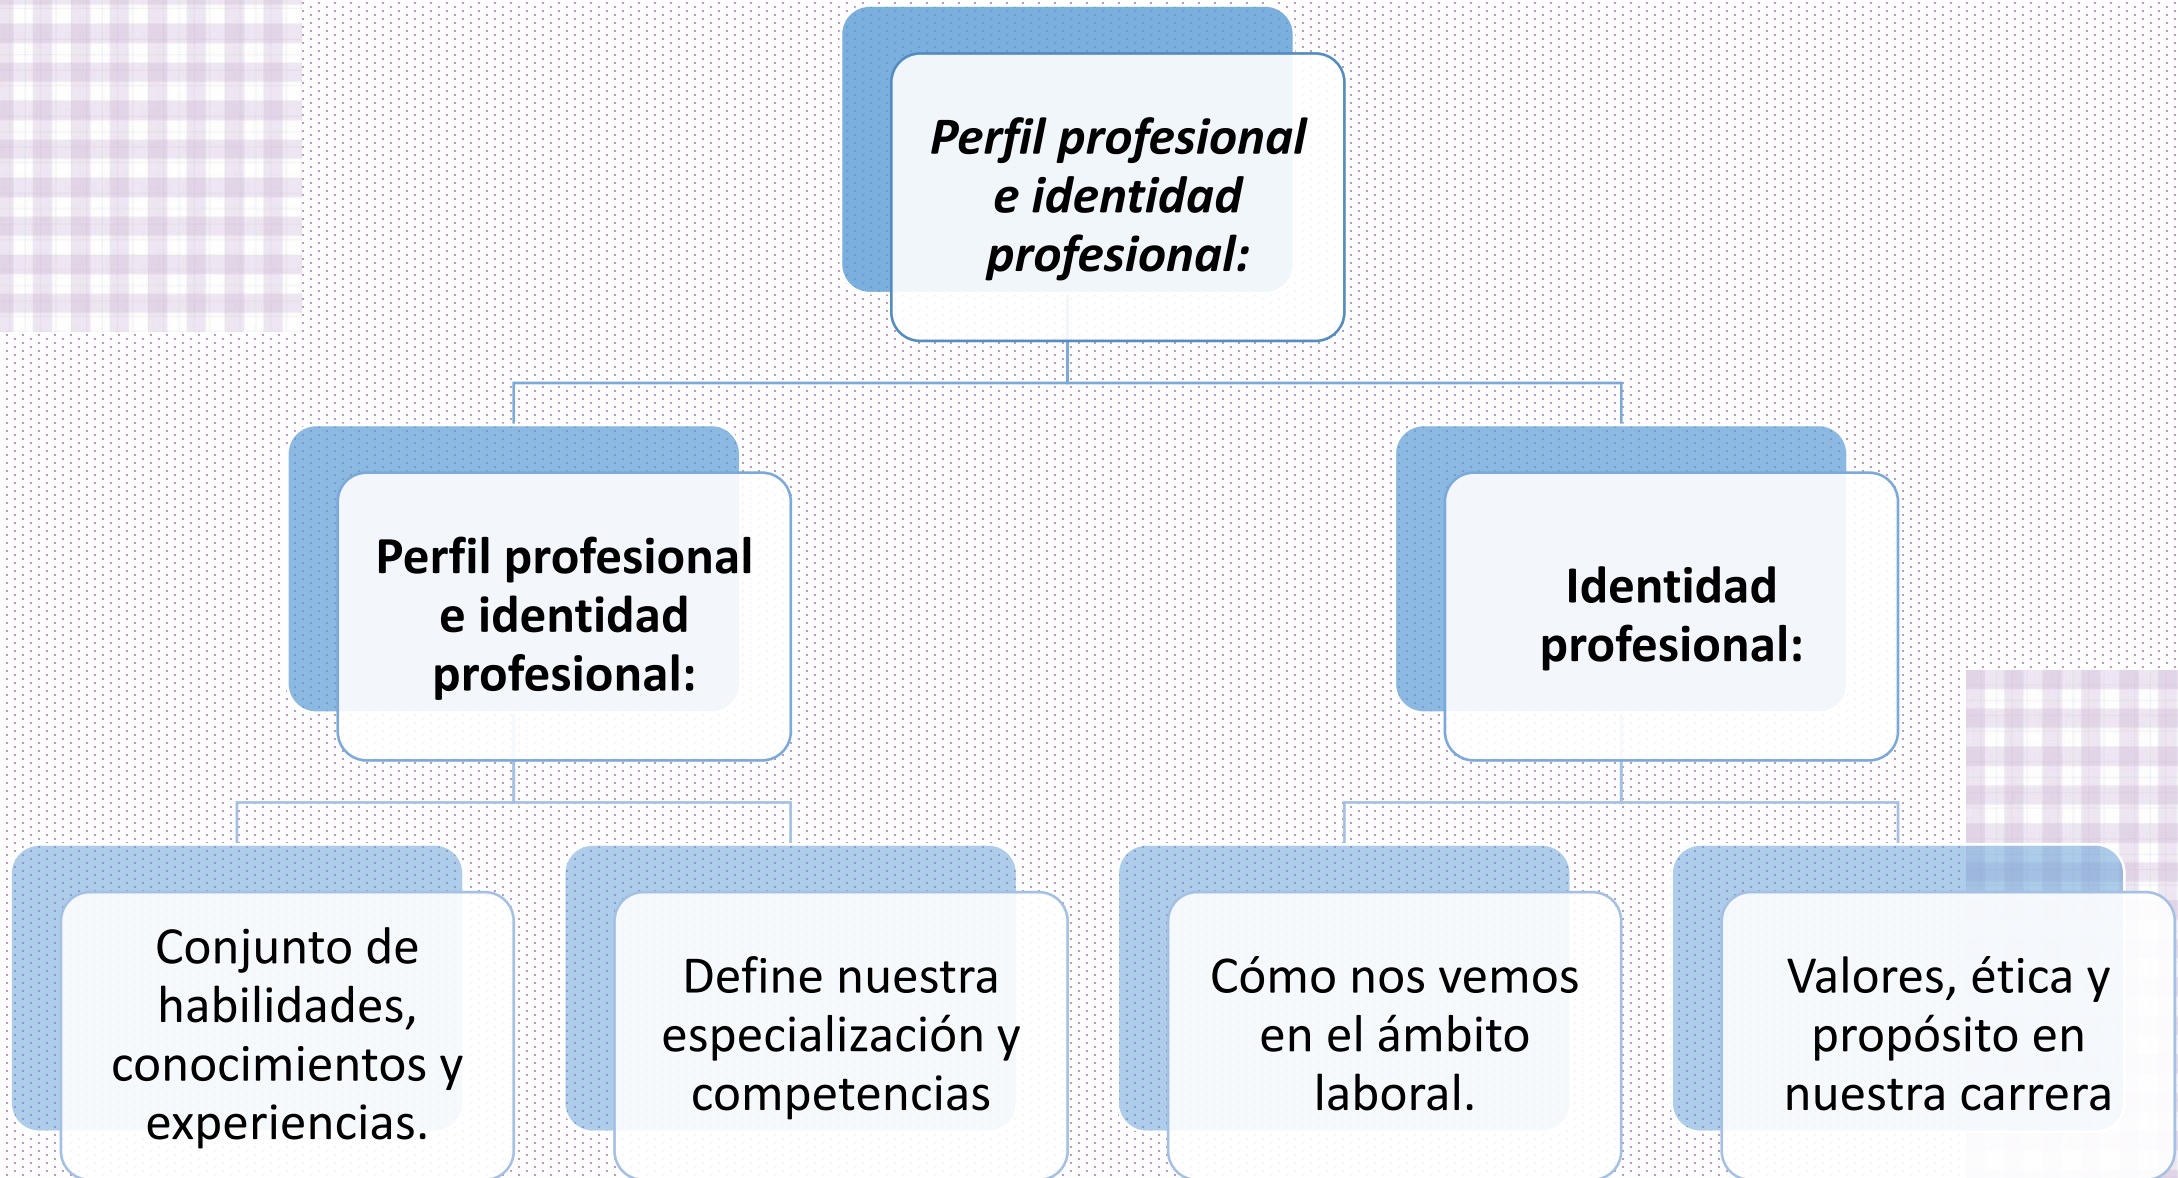 Perfil profesional
e identidad
profesional:
Perfil profesional
e identidad
profesional:
Identidad
profesional:
Conjunto de
habilidades,
conocimientos y
experiencias.
Define nuestra
especialización y
competencias
Cómo nos vemos
en el ámbito
laboral.
Valores, ética y
propósito en
nuestra carrera